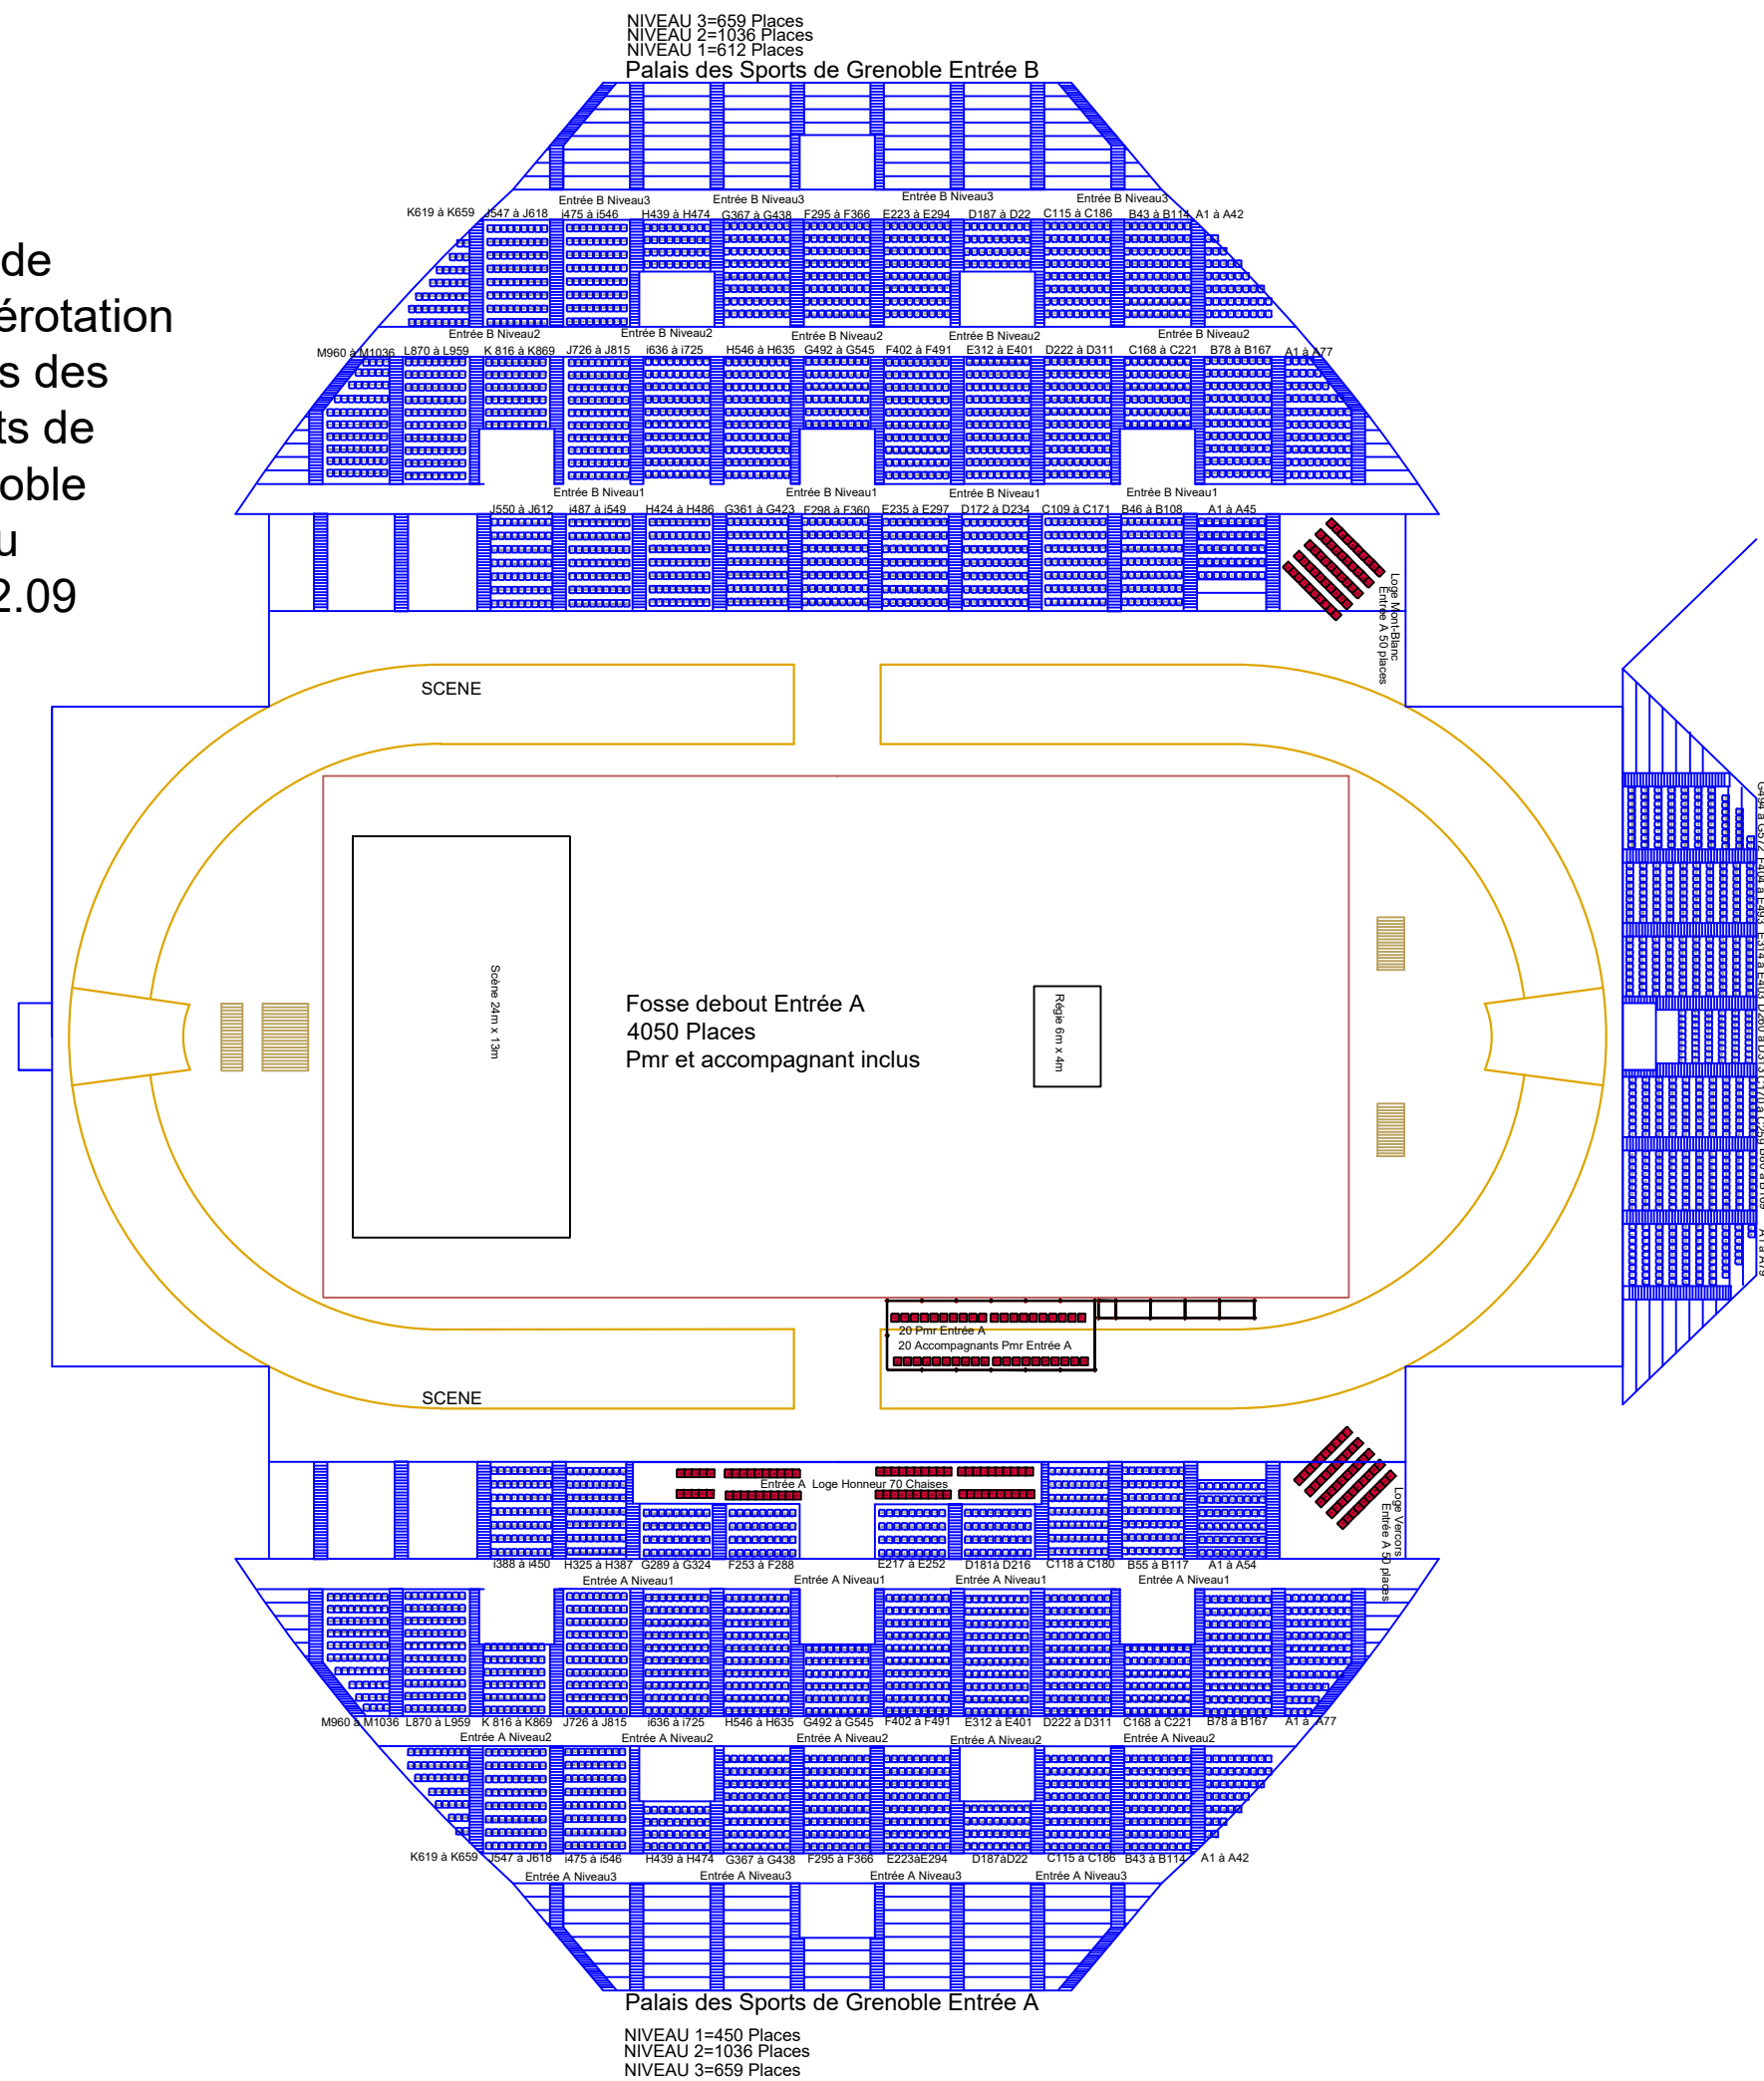 NIVEAU 3=659 Places
NIVEAU 2=1036 Places
NIVEAU 1=612 Places
Palais des Sports de Grenoble Entrée B
de
érotation
s des
ts de
oble
u
2.09
Entrée B Niveau3 Entrée B Niveau3 Entrée B Niveau3 Entrée B Niveau3
K619 à K659 J547 à J618 i475 à i546 H439 à H474 G367 à G438 F295 à F366 E223 à E294 D187 à D22 C115 à C186 B43 à B114 A1 à A42
Entrée B Niveau2 Entrée B Niveau2 Entrée B Niveau2 Entrée B Niveau2 Entrée B Niveau2
M960 à M1036 L870 à L959 K 816 à K869 J726 à J815 i636 à i725 H546 à H635 G492 à G545 F402 à F491 E312 à E401 D222 à D311 C168 à C221 B78 à B167 A1 à A77
Entrée B Niveau1 Entrée B Niveau1 Entrée B Niveau1 Entrée B Niveau1
J550 à J612 i487 à i549 H424 à H486 G361 à G423 F298 à F360 E235 à E297 D172 à D234 C109 à C171 B46 à B108 A1 à A45
Loge Mont-Blanc
Entrée A 50 places
SCENE
G494 à G572 F404 à F493 E314 à E403 D260 à D313 C170 à C259 B80 à B169 A1 à A79
Scène 24m x 13m
Fosse debout Entrée A
4050 Places
Pmr et accompagnant inclus
Régie 6m x 4m
20 Pmr Entrée A
20 Accompagnants Pmr Entrée A
SCENE
Entrée A Loge Honneur 70 Chaises
Loge Vercors
Entrée A 50 places
i388 à i450 H325 à H387 G289 à G324 F253 à F288 E217 à E252 D181à D216 C118 à C180 B55 à B117 A1 à A54
Entrée A Niveau1 Entrée A Niveau1 Entrée A Niveau1 Entrée A Niveau1
M960 à M1036 L870 à L959 K 816 à K869 J726 à J815 i636 à i725 H546 à H635 G492 à G545 F402 à F491 E312 à E401 D222 à D311 C168 à C221 B78 à B167 A1 à A77
Entrée A Niveau2 Entrée A Niveau2 Entrée A Niveau2 Entrée A Niveau2 Entrée A Niveau2
K619 à K659 J547 à J618 i475 à i546 H439 à H474 G367 à G438 F295 à F366 E223àE294 D187àD22 C115 à C186 B43 à B114 A1 à A42
Entrée A Niveau3 Entrée A Niveau3 Entrée A Niveau3 Entrée A Niveau3
Palais des Sports de Grenoble Entrée A
NIVEAU 1=450 Places
NIVEAU 2=1036 Places
NIVEAU 3=659 Places